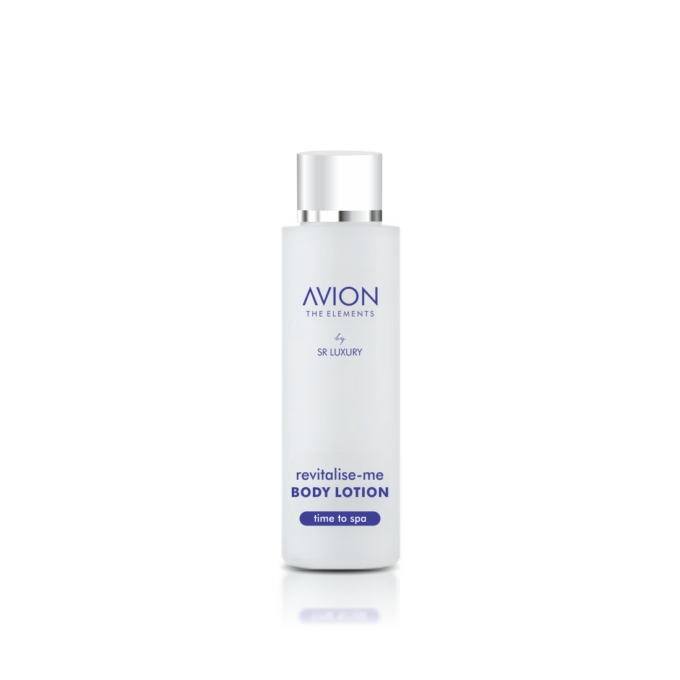 AVION
THE ELEMENTS
by
SR LUXURY
revitalise-me
BODY LOTION
time to spa